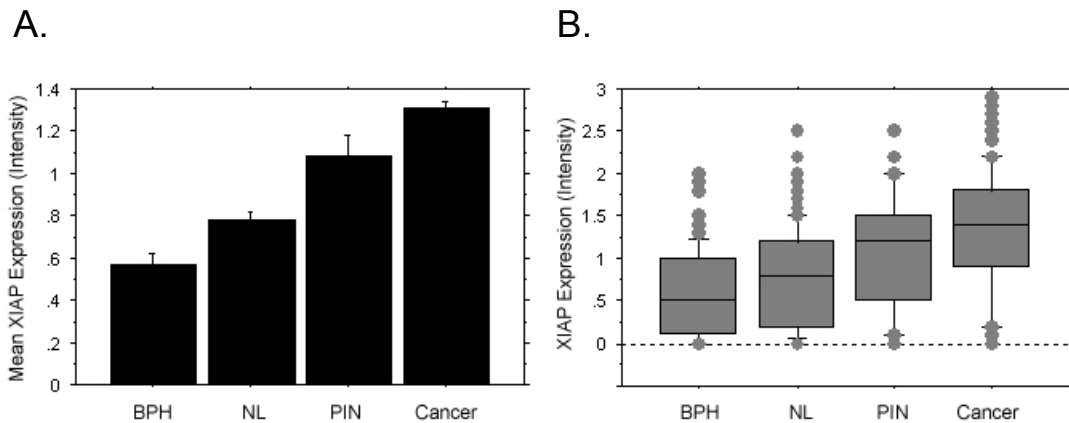 A.
Mean XIAP Expression (Intensity)
1.4
1.2
1
.8
.6
.4
.2
0
BPH NL PIN Cancer
B.
XIAP Expression (Intensity)
3
2.5
2
1.5
1
.5
0
BPH NL PIN Cancer